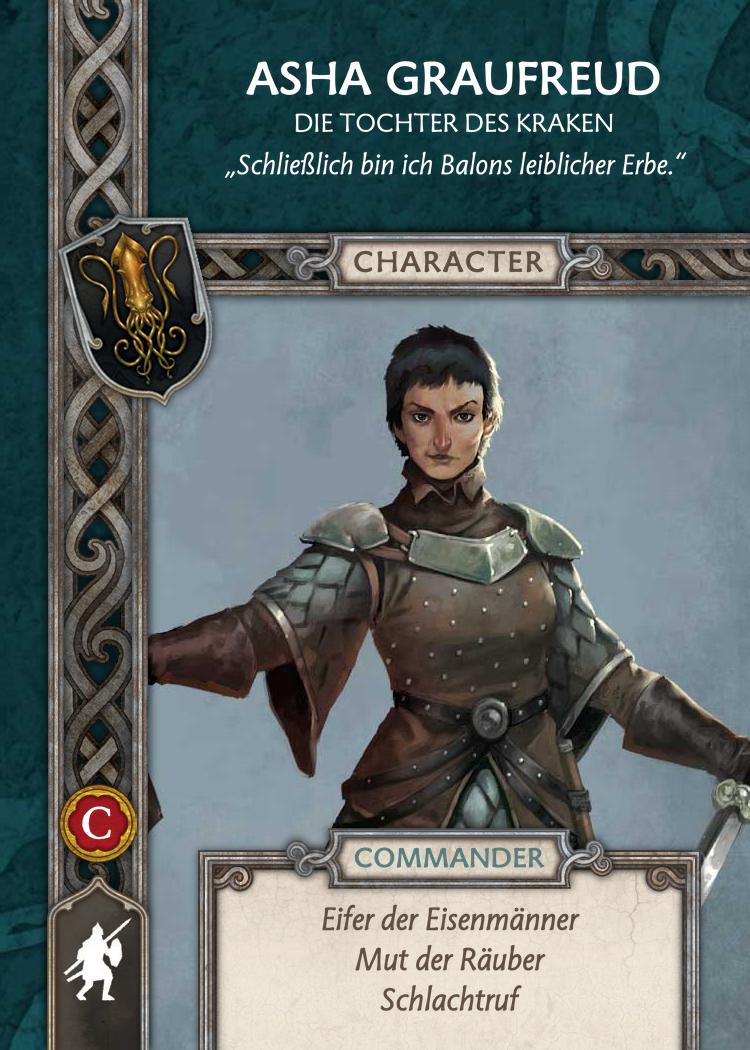 ASHA GRAUFREUD
DIE TOCHTER DES KRAKEN
„Schließlich bin ich Balons leiblicher Erbe.“
CHARACTER
C
COMMANDER
Eifer der Eisenmänner
Mut der Räuber
Schlachtruf